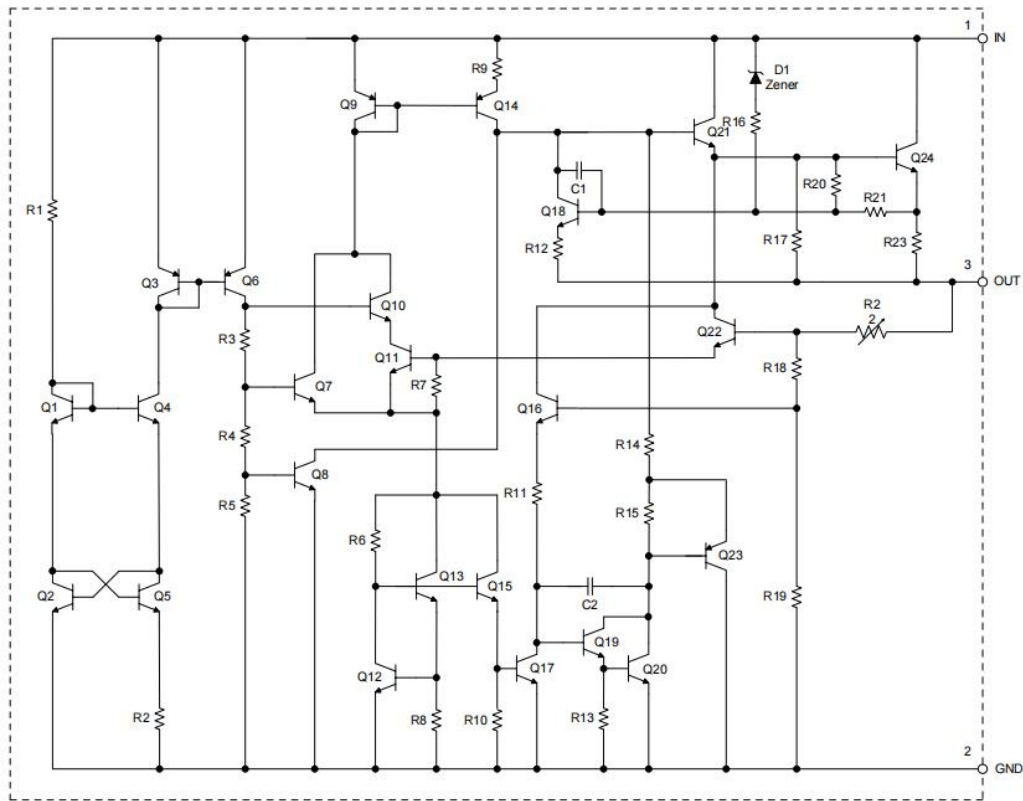 1
IN
R9
D1
Zener
Q9
Q14
R16
Q21
Q24
C1
R20
R1
Q18
R21
R12
R17
R23
Q3
Q6
3
OUT
Q10
R2
2
R3
Q22
Q11
R18
R7
Q7
Q1
Q4
Q16
R4
R14
Q8
R11
R5
R15
R6
Q23
Q13
Q15
C2
Q2
Q5
R19
Q19
Q12
Q17
Q20
R2
R8
R10
R13
2
GND